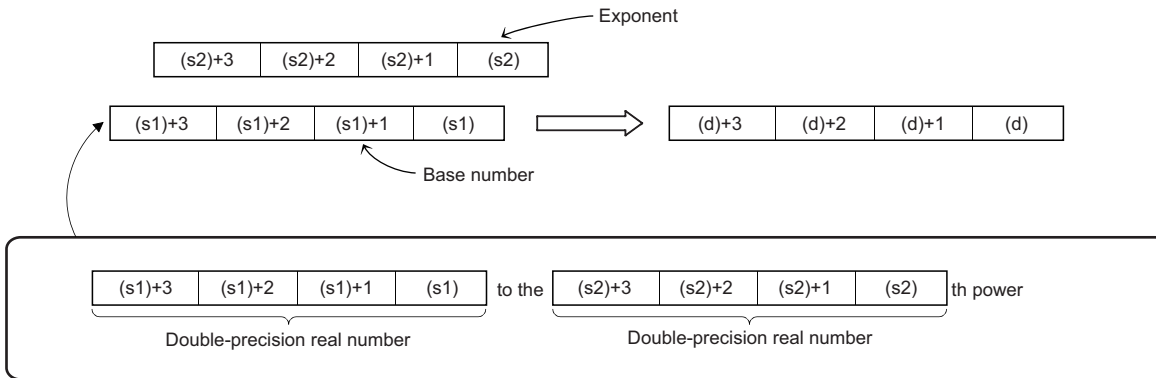 Exponent
(s2)+3 (s2)+2 (s2)+1 (s2)
(s1)+3 (s1)+2 (s1)+1 (s1) (d)+3 (d)+2 (d)+1 (d)
Base number
(s1)+3 (s1)+2 (s1)+1 (s1) to the (s2)+3 (s2)+2 (s2)+1 (s2) th power
Double-precision real number Double-precision real number